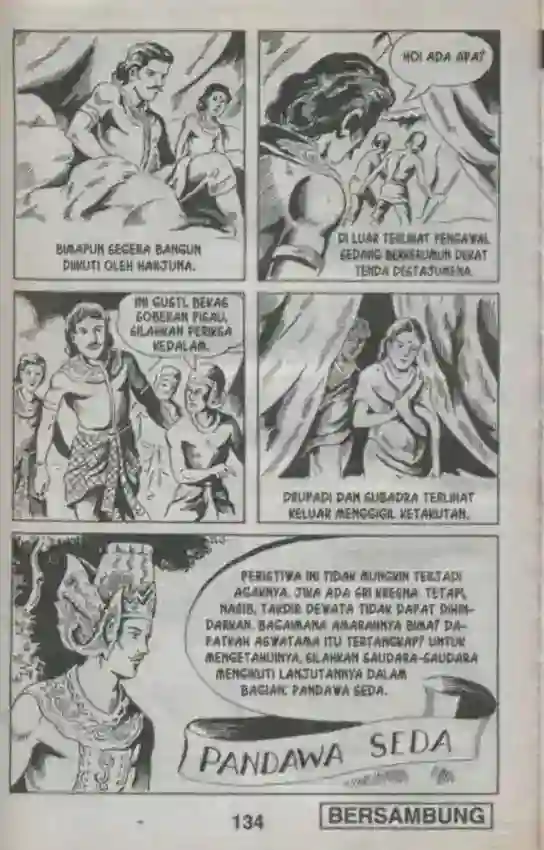 BIMAPUN SEGERA BANGUN
DIIKUTI OLEH HARJUNA.
HOI ADA APA?
DI LUAR TERLIHAT PENGAWAL
SEDANG BERKERUMUN DEKAT
TENDA DESTAJUMENA.
INI GUSTI, BEKAS
SOBEKAN PISAU,
SILAHKAN PERIKSA
KEDALAM.
DRUPADI DAN SUBADRA TERLIHAT
KELUAR MENGGIGIL KETAKUTAN.
PERISTIWA INI TIDAK MUNGKIN TERJADI
AGAKNYA, JIKA ADA SRI KRESNA. TETAPI,
NASIB, TAKDIR DEWATA TIDAK DAPAT DIHIN-
DARKAN. BAGAIMANA AMARAHNYA BIMA? DA-
PATKAH ASWATAMA ITU TERTANGKAP? UNTUK
MENGETAHUINYA, SILAHKAN SAUDARA-SAUDARA
MENGIKUTI LANJUTANNYA DALAM
BAGIAN: PANDAWA SEDA.
PANDAWA SEDA
134
BERSAMBUNG